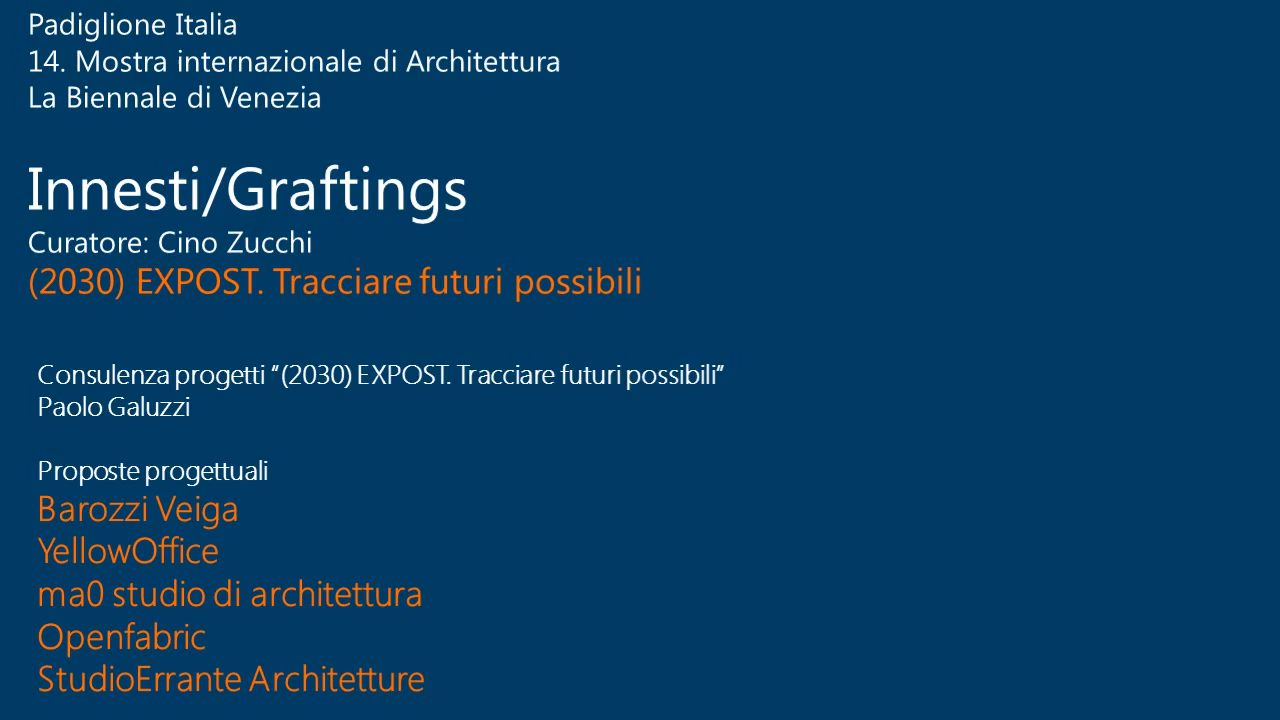 Padiglione Italia
14. Mostra internazionale di Architettura
La Biennale di Venezia
Innesti/Graftings
Curatore: Cino Zucchi
(2030) EXPOST. Tracciare futuri possibili
Consulenza progetti “(2030) EXPOST. Tracciare futuri possibili”
Paolo Galuzzi
Proposte progettuali
Barozzi Veiga
YellowOffice
ma0 studio di architettura
Openfabric
StudioErrante Architetture